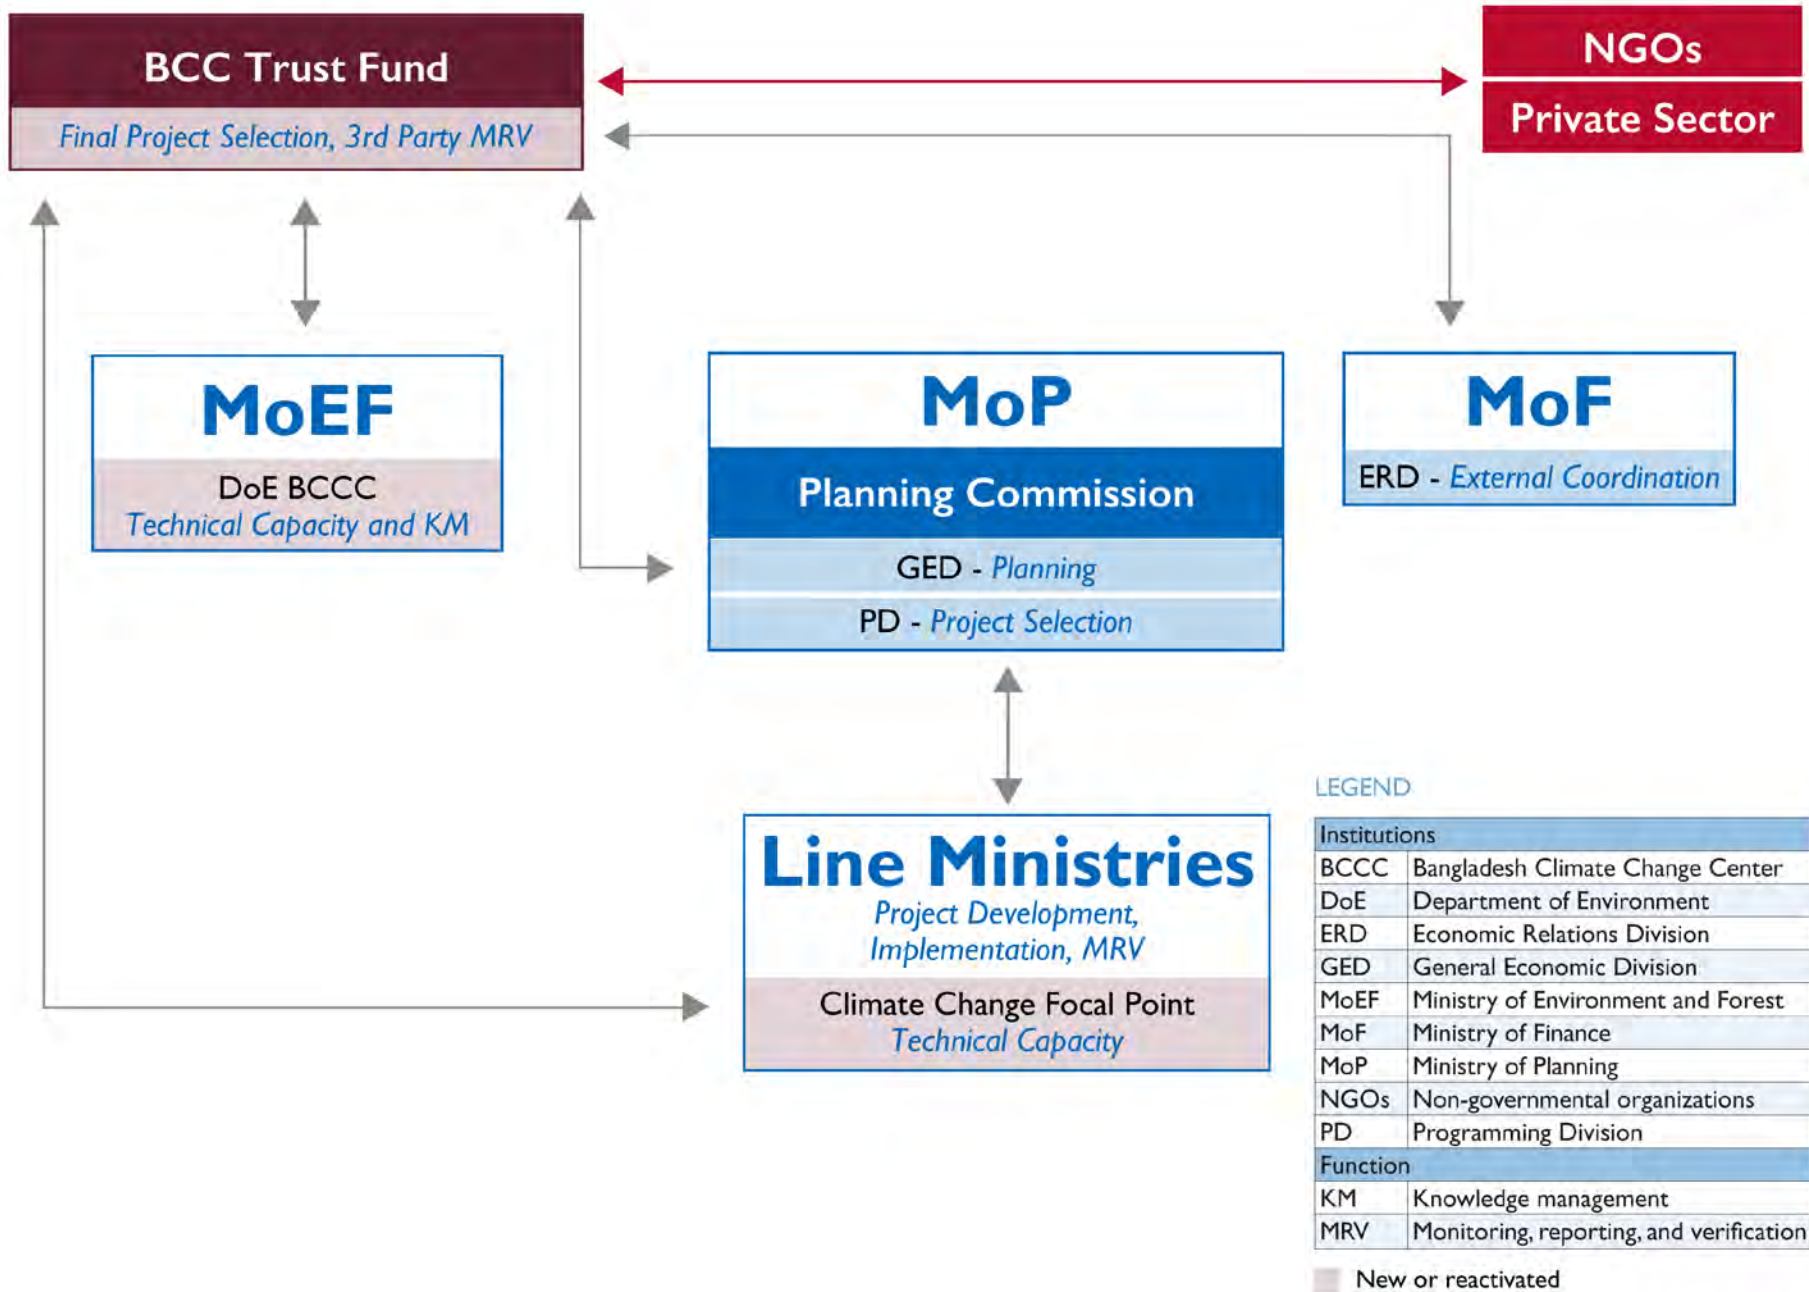 BCC Trust Fund
Final Project Selection, 3rd Party MRV
NGOs
Private Sector
MoEF
DoE BCCC
Technical Capacity and KM
MoP
Planning Commission
GED - Planning
PD - Project Selection
MoF
ERD - External Coordination
Line Ministries
Project Development,
Implementation, MRV
Climate Change Focal Point
Technical Capacity
LEGEND
Institutions
BCCC Bangladesh Climate Change Center
DoE Department of Environment
ERD Economic Relations Division
GED General Economic Division
MoEF Ministry of Environment and Forest
MoF Ministry of Finance
MoP Ministry of Planning
NGOs Non-governmental organizations
PD Programming Division
Function
KM Knowledge management
MRV Monitoring, reporting, and verification
New or reactivated